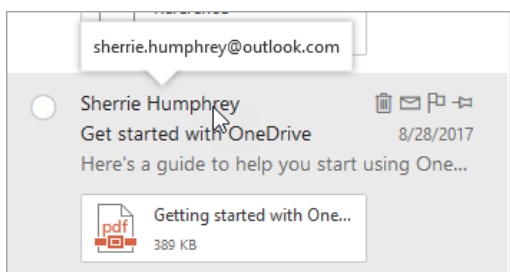 sherrie.humphrey@outlook.com
Sherrie Humphrey
Get started with OneDrive 8/28/2017
Here's a guide to help you start using One...
pdf
Getting started with One...
389 KB